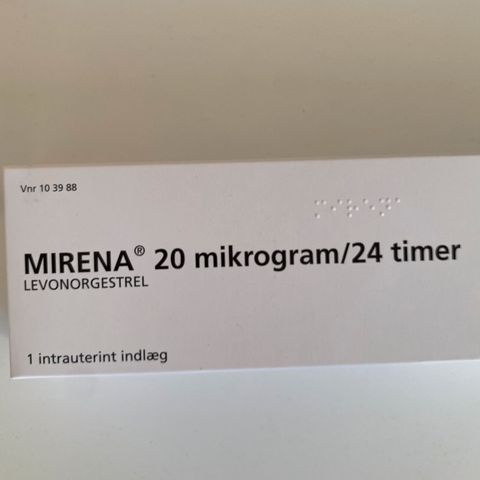 Vnr 10 39 88
MIRENA® 20 mikrogram/24 timer
LEVONORGESTREL
1 intrauterint indlæg